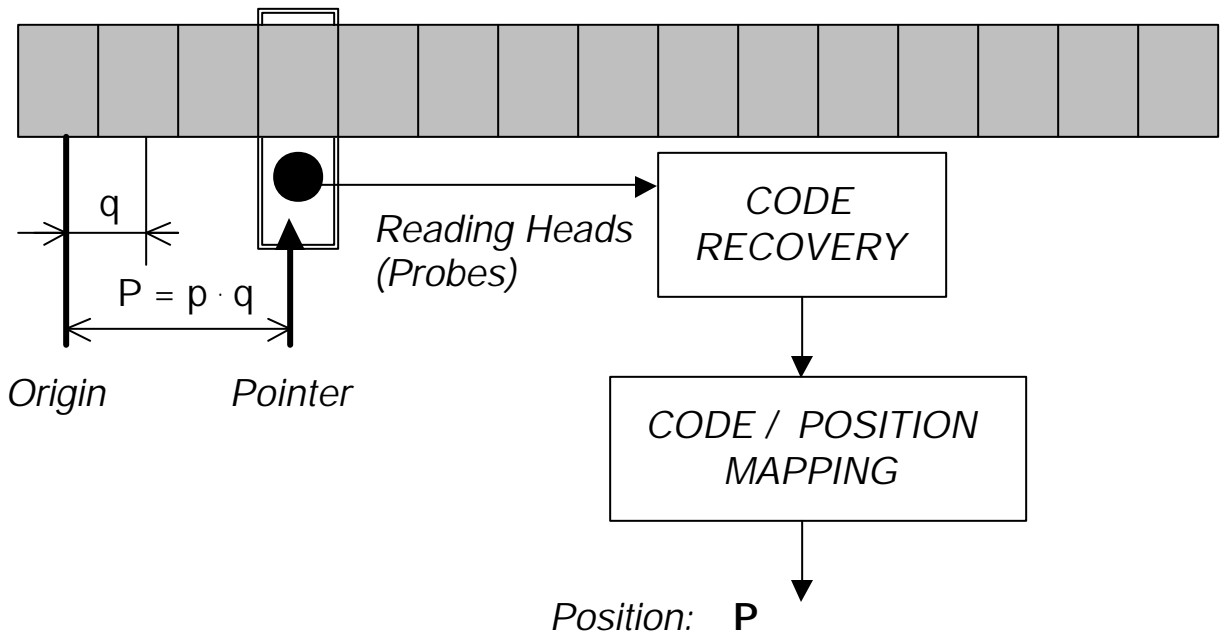 CODE
RECOVERY
q
Reading Heads
(Probes)
P = p · q
Origin
Pointer
CODE / POSITION
MAPPING
Position: P